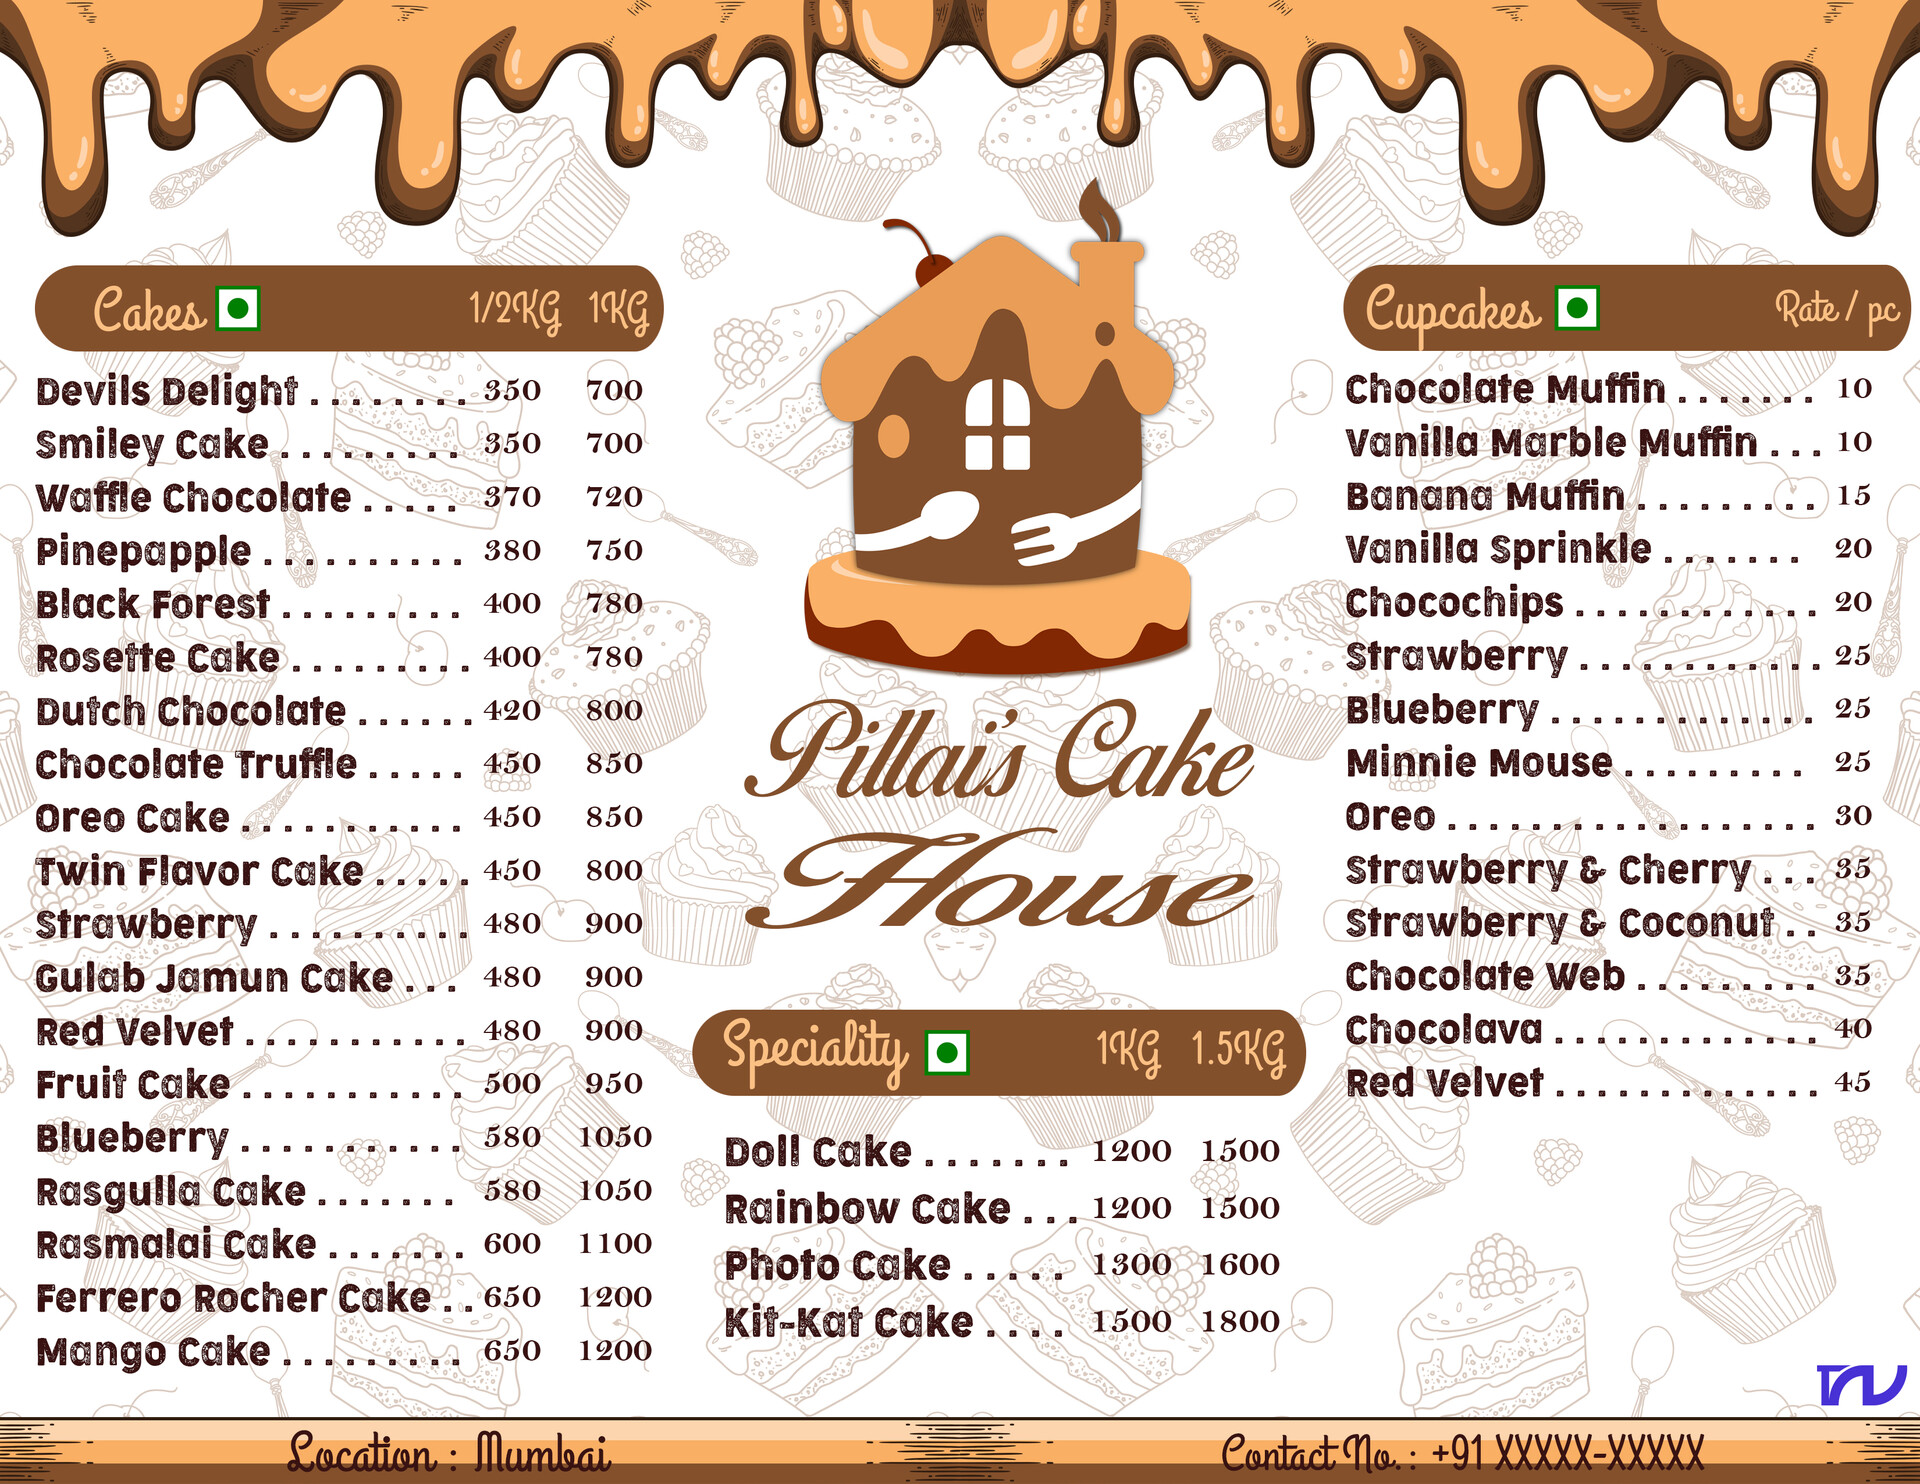 Cakes 1/2KG 1KG
Devils Delight ........ 350 700
Smiley Cake ......... 350 700
Waffle Chocolate ..... 370 720
Pinepapple .......... 380 750
Black Forest ......... 400 780
Rosette Cake ......... 400 780
Dutch Chocolate ...... 420 800
Chocolate Truffle ..... 450 850
Oreo Cake ........... 450 850
Twin Flavor Cake ..... 450 800
Strawberry .......... 480 900
Gulab Jamun Cake ... 480 900
Red Velvet ........... 480 900
Fruit Cake ........... 500 950
Blueberry ........... 580 1050
Rasgulla Cake ....... 580 1050
Rasmalai Cake ....... 600 1100
Ferrero Rocher Cake .. 650 1200
Mango Cake ......... 650 1200
Pillai's Cake
House
Speciality 1KG 1.5KG
Doll Cake ....... 1200 1500
Rainbow Cake ... 1200 1500
Photo Cake ..... 1300 1600
Kit-Kat Cake .... 1500 1800
Cupcakes Rate / pc
Chocolate Muffin ....... 10
Vanilla Marble Muffin ... 10
Banana Muffin ......... 15
Vanilla Sprinkle ....... 20
Chocochips ............ 20
Strawberry ............ 25
Blueberry ............. 25
Minnie Mouse ......... 25
Oreo .................. 30
Strawberry & Cherry ... 35
Strawberry & Coconut .. 35
Chocolate Web ......... 35
Chocolava ............. 40
Red Velvet ............. 45
Location : Mumbai
Contact No. : +91 XXXXX-XXXXX